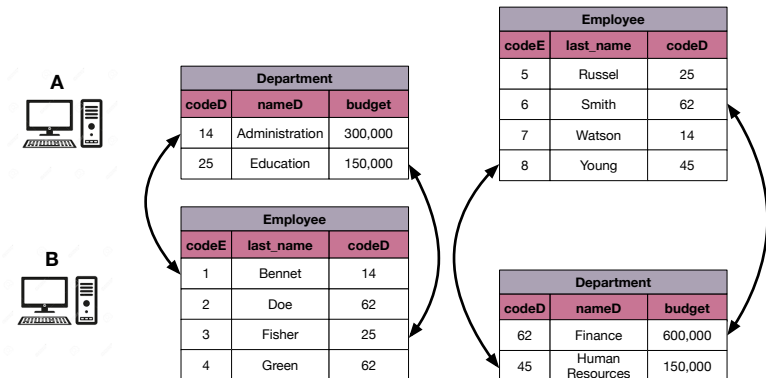 A
Department
codeD nameD budget
14 Administration 300,000
25 Education 150,000
Employee
codeE last_name codeD
5 Russel 25
6 Smith 62
7 Watson 14
8 Young 45
B
Employee
codeE last_name codeD
1 Bennet 14
2 Doe 62
3 Fisher 25
4 Green 62
Department
codeD nameD budget
62 Finance 600,000
45 Human
Resources 150,000